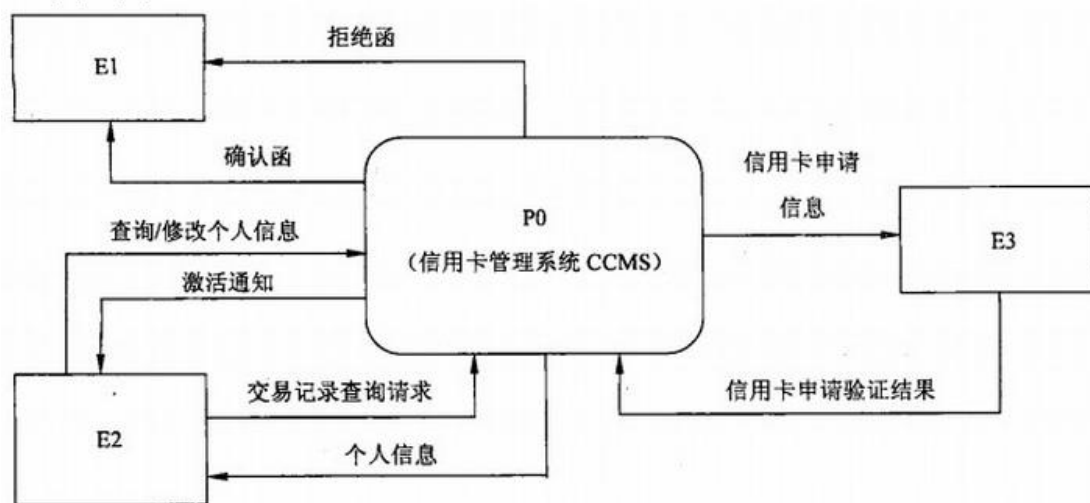 拒绝函
E1
确认函
信用卡申请
信息
P0
(信用卡管理系统 CCMS)
E3
查询/修改个人信息
激活通知
交易记录查询请求
信用卡申请验证结果
E2
个人信息